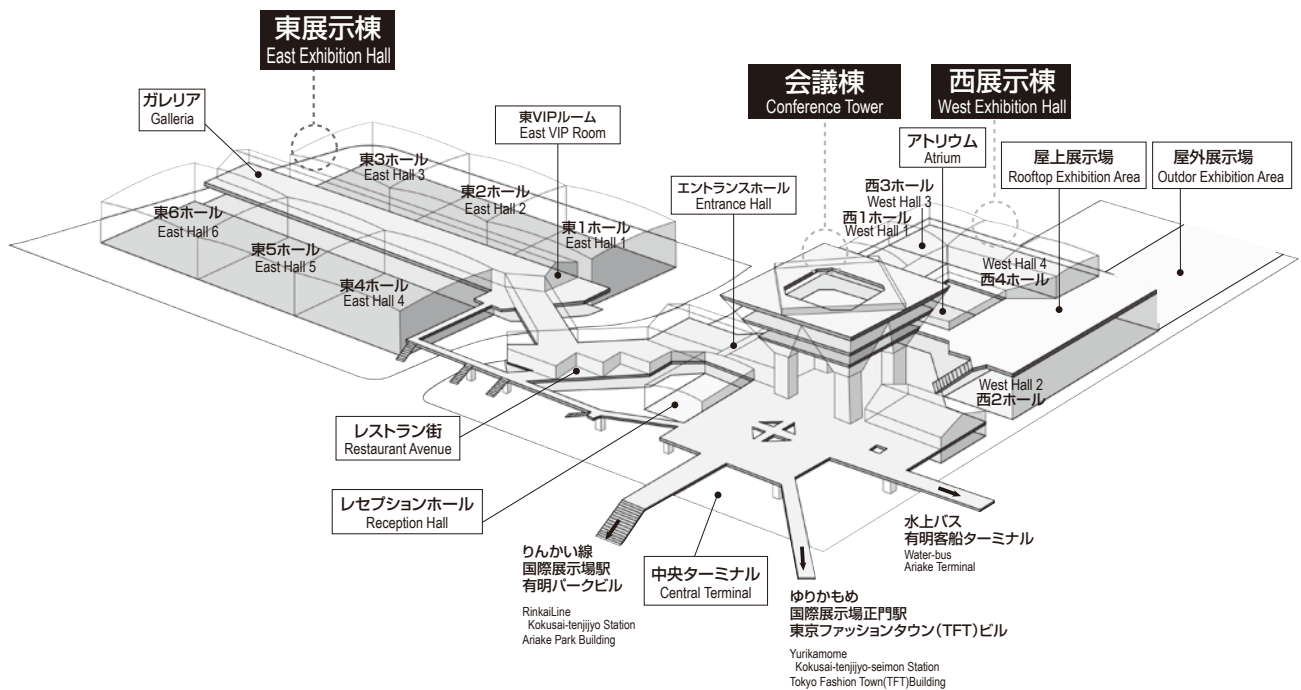 東展示棟
East Exhibition Hall
会議棟
Conference Tower
西展示棟
West Exhibition Hall
ガレリア
Galleria
東VIPルーム
East VIP Room
アトリウム
Atrium
屋上展示場
Rooftop Exhibition Area
屋外展示場
Outdor Exhibition Area
エントランスホール
Entrance Hall
東3ホール
East Hall 3
東2ホール
East Hall 2
東1ホール
East Hall 1
東6ホール
East Hall 6
東5ホール
East Hall 5
東4ホール
East Hall 4
西3ホール
West Hall 3
西1ホール
West Hall 1
West Hall 4
西4ホール
West Hall 2
西2ホール
レストラン街
Restaurant Avenue
レセプションホール
Reception Hall
りんかい線
国際展示場駅
有明パークビル
RinkaiLine
Kokusai-tenjijyo Station
Ariake Park Building
中央ターミナル
Central Terminal
ゆりかもめ
国際展示場正門駅
東京ファッションタウン(TFT)ビル
Yurikamome
Kokusai-tenjijyo-seimon Station
Tokyo Fashion Town(TFT)Building
水上バス
有明客船ターミナル
Water-bus
Ariake Terminal